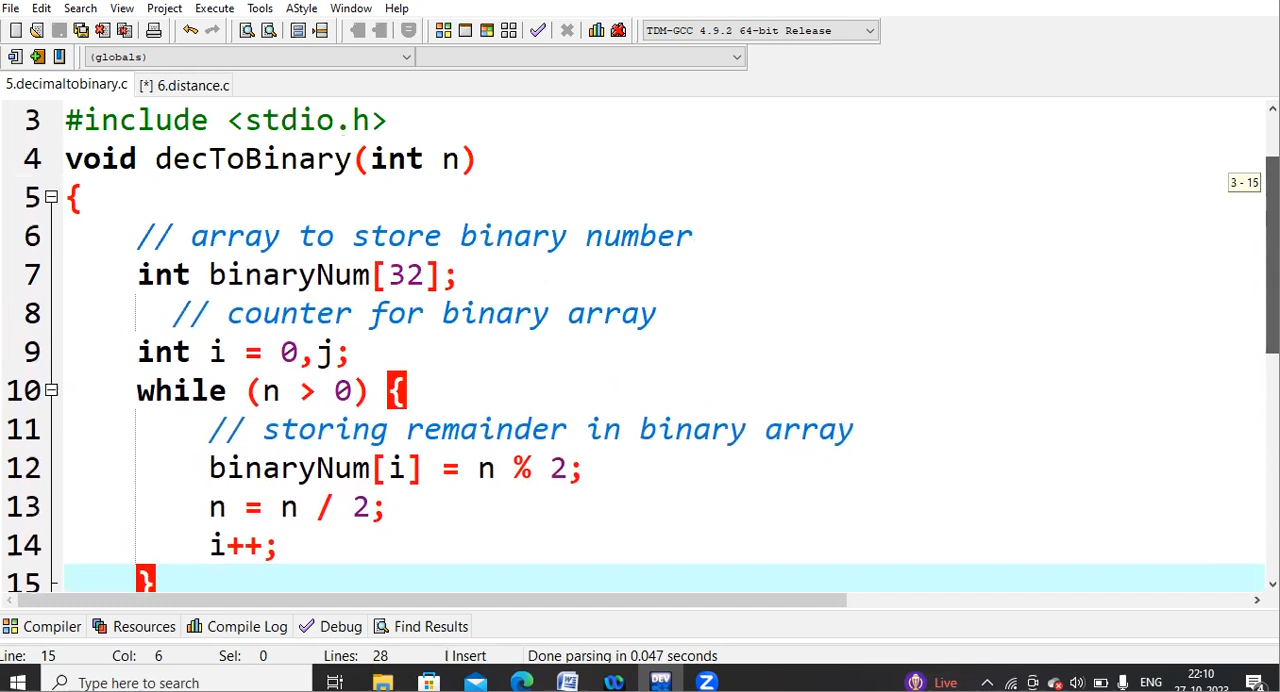 File Edit Search View Project Execute Tools AStyle Window Help
TDM-GCC 4.9.2 64-bit Release
(globals)
5.decimaltobinary.c [*] 6.distance.c
3 #include <stdio.h>
4 void decToBinary(int n)
5 {
3 - 15
6 // array to store binary number
7 int binaryNum[32];
8 // counter for binary array
9 int i = 0,j;
10 while (n > 0) {
11 // storing remainder in binary array
12 binaryNum[i] = n % 2;
13 n = n / 2;
14 i++;
15 }
Compiler Resources Compile Log Debug Find Results
Line: 15 Col: 6 Sel: 0 Lines: 28 Insert Done parsing in 0.047 seconds
Type here to search DEV Live ENG 22:10
27-10-2023